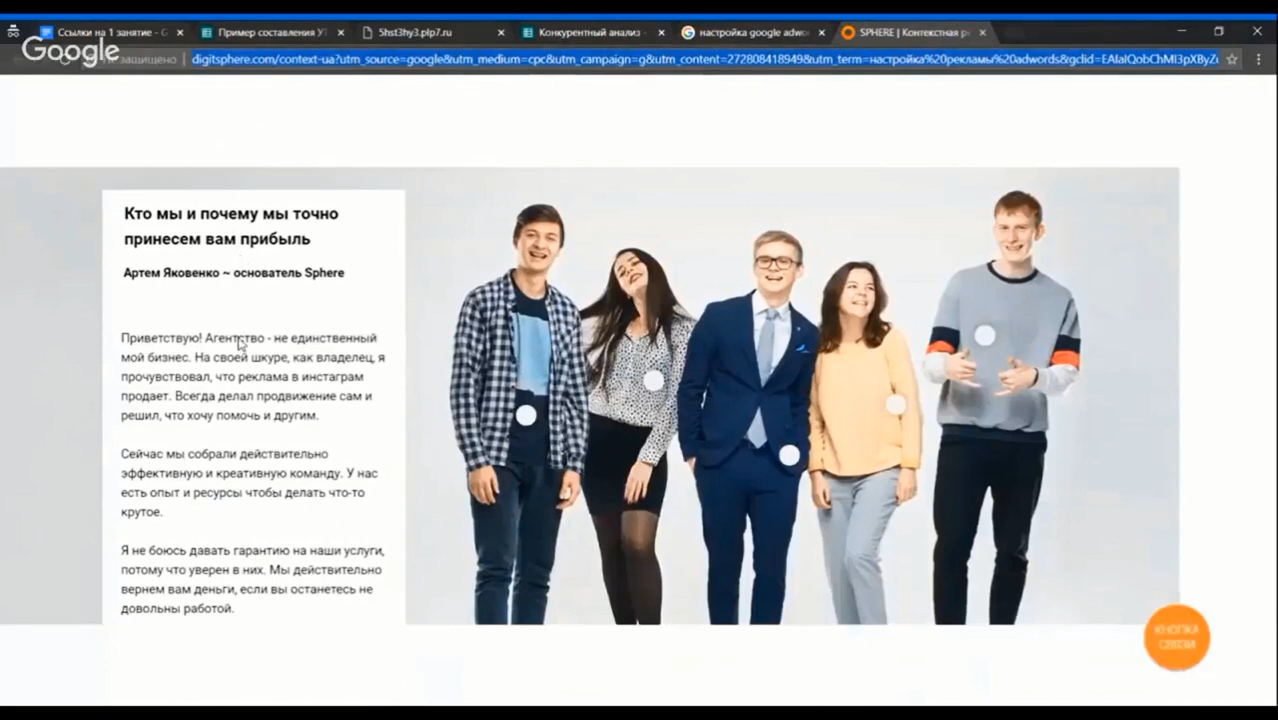 Ссылки на 1 занятие - G
Пример составления УТ
5hst3hy3.plp7.ru
Конкурентный анализ -
настройка google adwo
SPHERE | Контекстная р
Google
защищено
digitsphere.com/context-ua?utm_source=google&utm_medium=cpc&utm_campaign=g&utm_content=272808418949&utm_term=настройка%20рекламы%20adwords&gclid=EAIaIQobChMI3pXByZ
Кто мы и почему мы точно
принесем вам прибыль
Артем Яковенко ~ основатель Sphere
Приветствую! Агентство - не единственный
мой бизнес. На своей шкуре, как владелец, я
прочувствовал, что реклама в инстаграм
продает. Всегда делал продвижение сам и
решил, что хочу помочь и другим.
Сейчас мы собрали действительно
эффективную и креативную команду. У нас
есть опыт и ресурсы чтобы делать что-то
крутое.
Я не боюсь давать гарантию на наши услуги,
потому что уверен в них. Мы действительно
вернем вам деньги, если вы останетесь не
довольны работой.
КНОПКА
СВЯЗИ